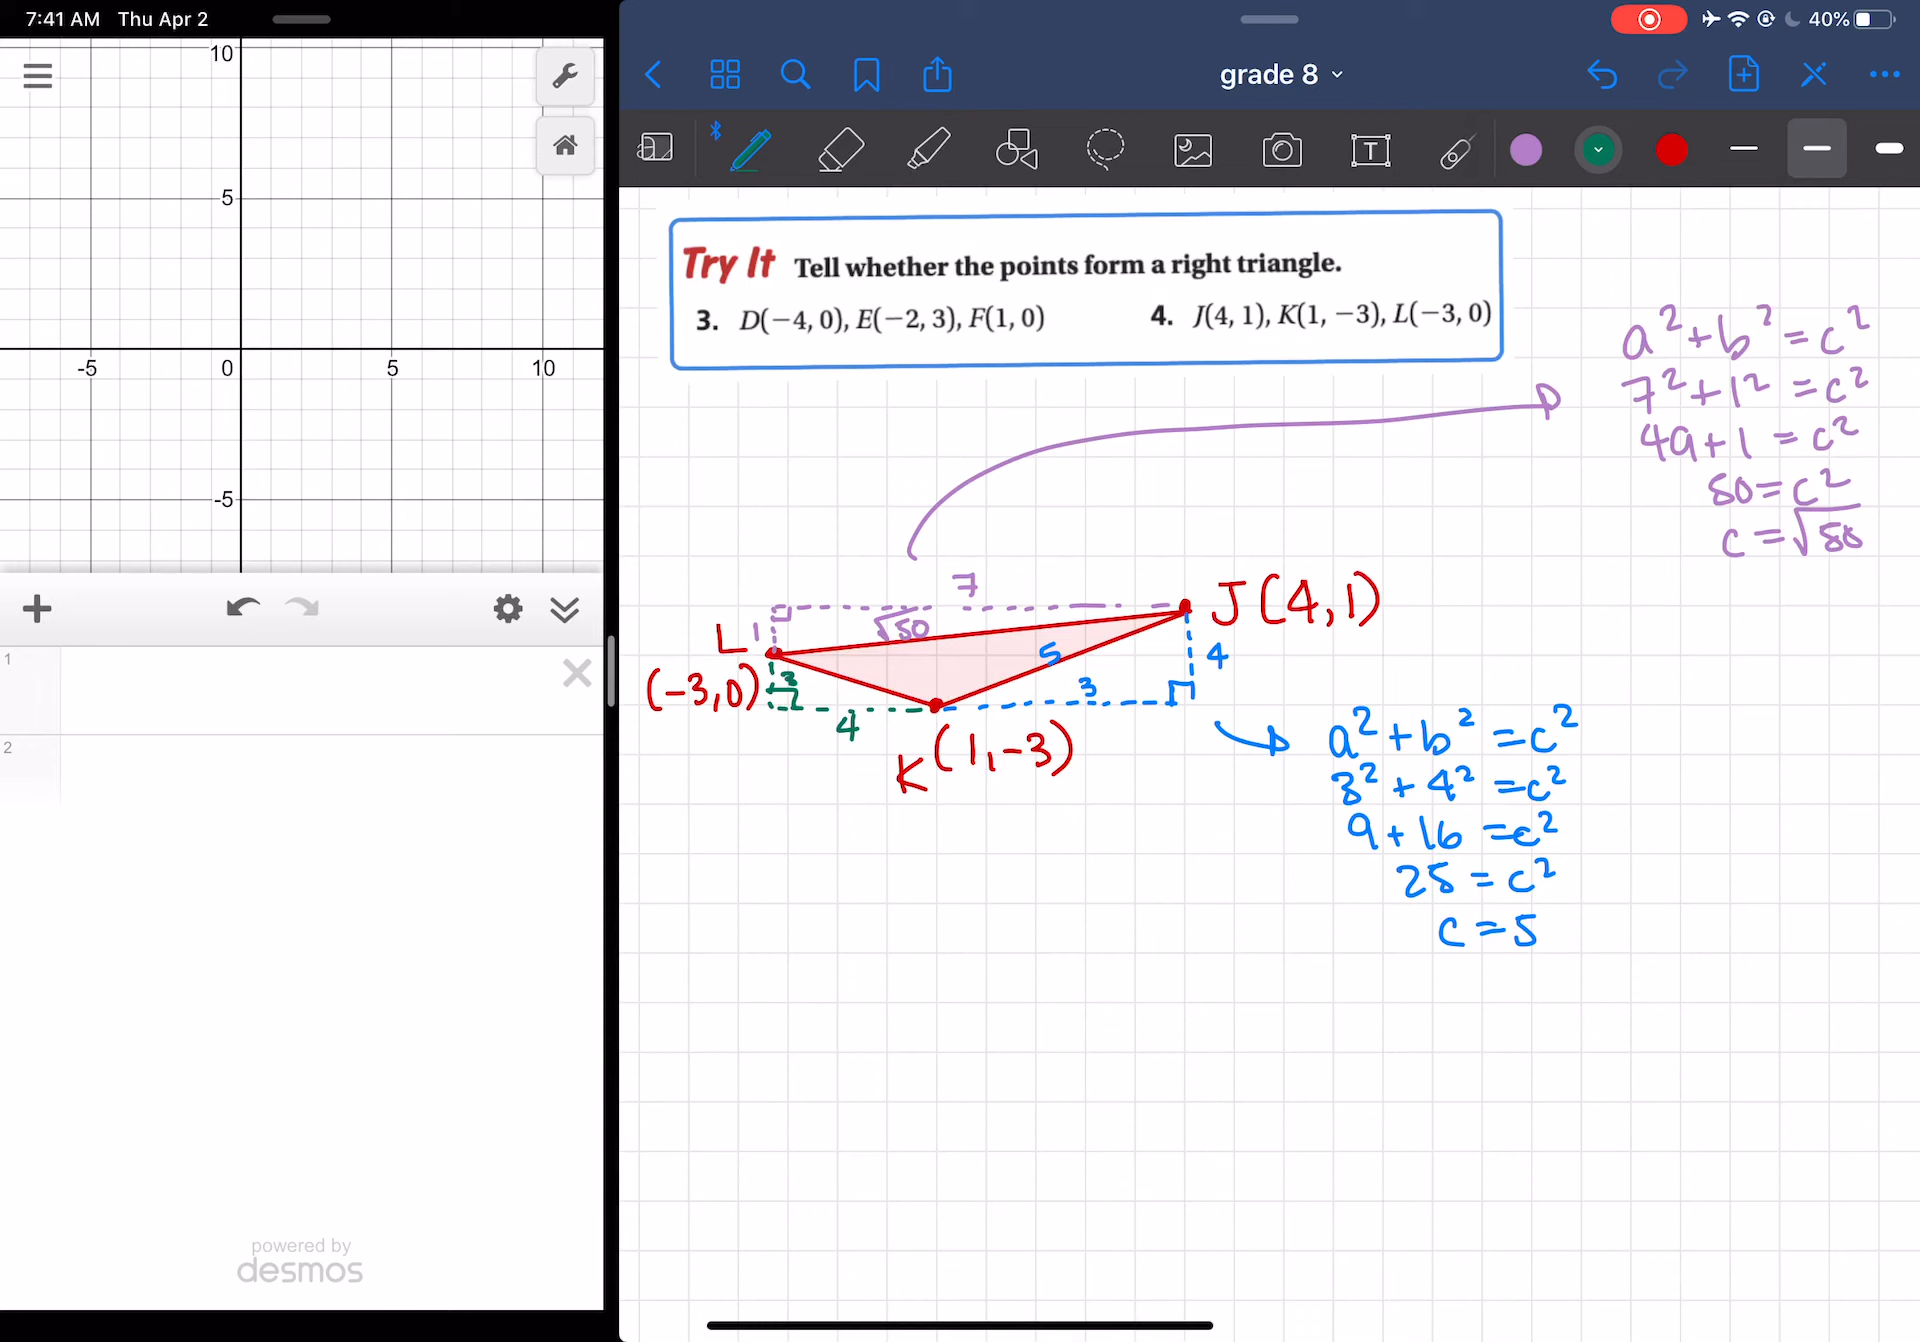 7:41 AM Thu Apr 2
40%
grade 8
10
5
-5
0
5
10
-5
1
2
powered by
desmos
Try It Tell whether the points form a right triangle.
3. D(−4, 0), E(−2, 3), F(1, 0)
4. J(4, 1), K(1, −3), L(−3, 0)
a² + b² = c²
7² + 1² = c²
49 + 1 = c²
50 = c²
c = √50
7
1
√50
L
(-3,0)
J(4,1)
5
4
3
3
4
K(1,-3)
a² + b² = c²
3² + 4² = c²
9 + 16 = c²
25 = c²
c = 5